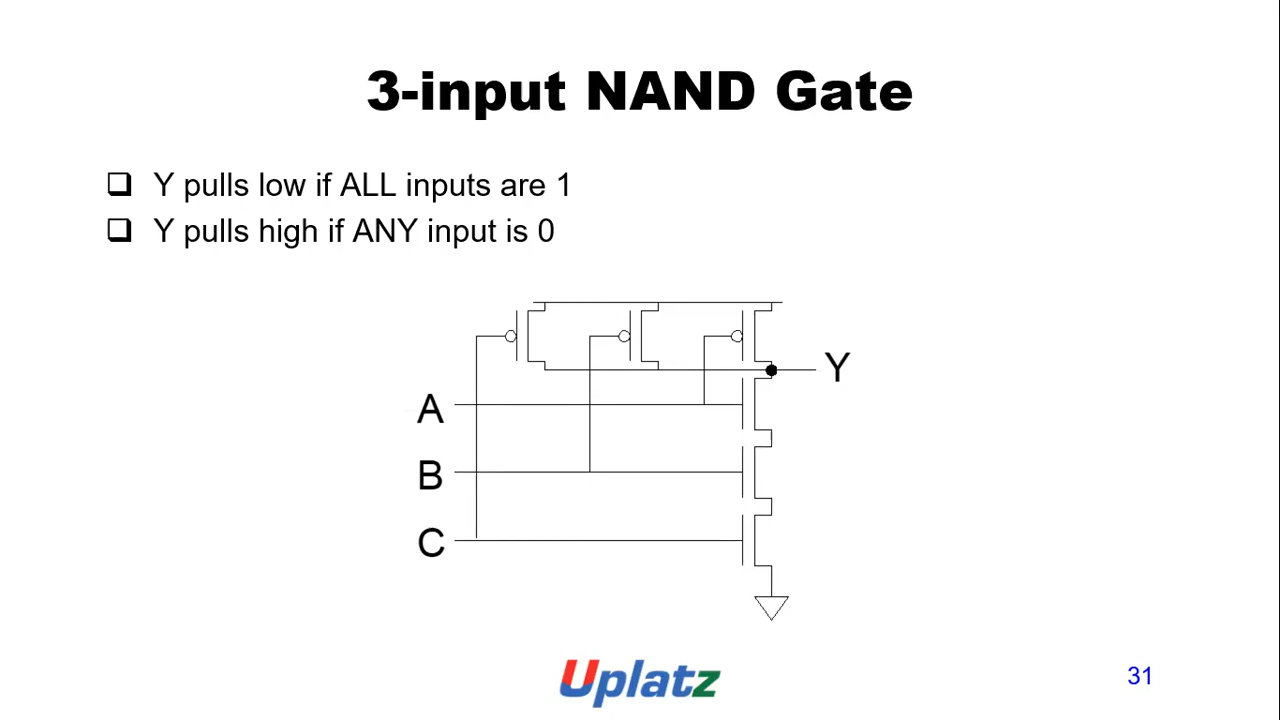 3-input NAND Gate
❑ Y pulls low if ALL inputs are 1
❑ Y pulls high if ANY input is 0
Y
A
B
C
Uplatz
31